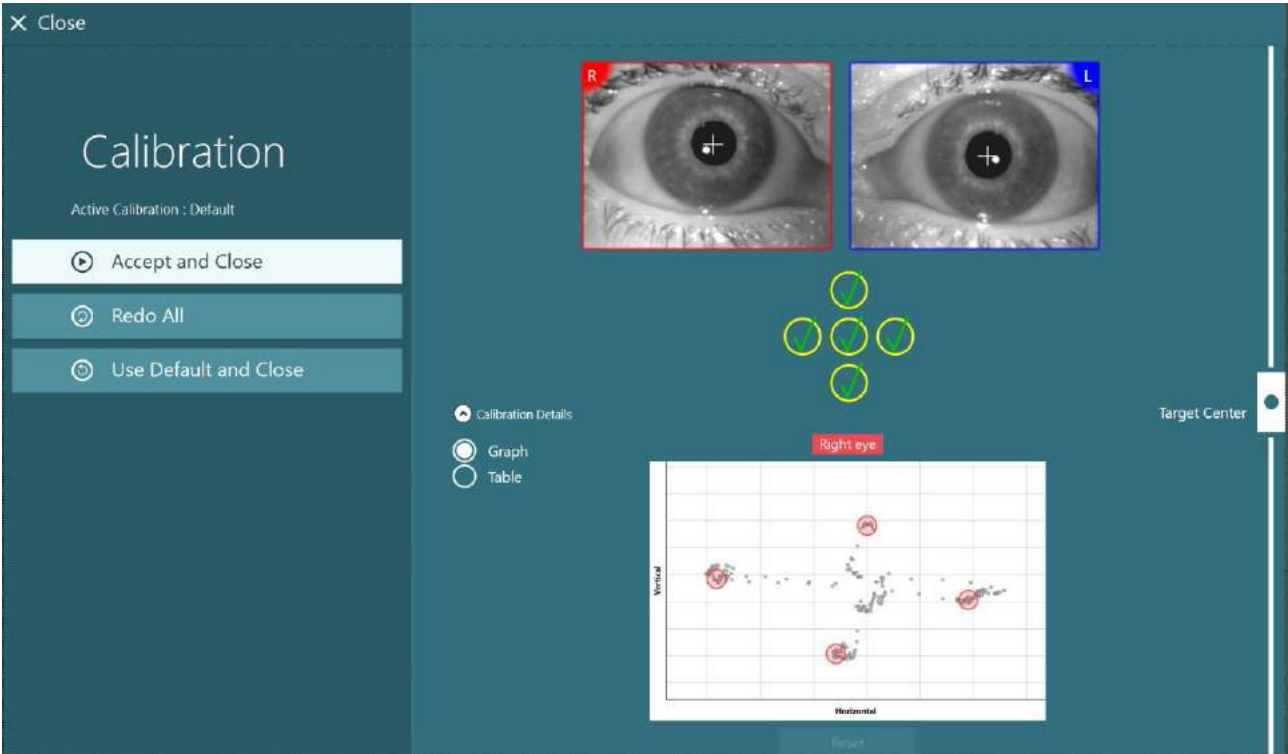 Close
Calibration
Active Calibration : Default
Accept and Close
Redo All
Use Default and Close
R
L
Target Center
Calibration Details
Graph
Table
Right eye
Vertical
Horizontal
Reset